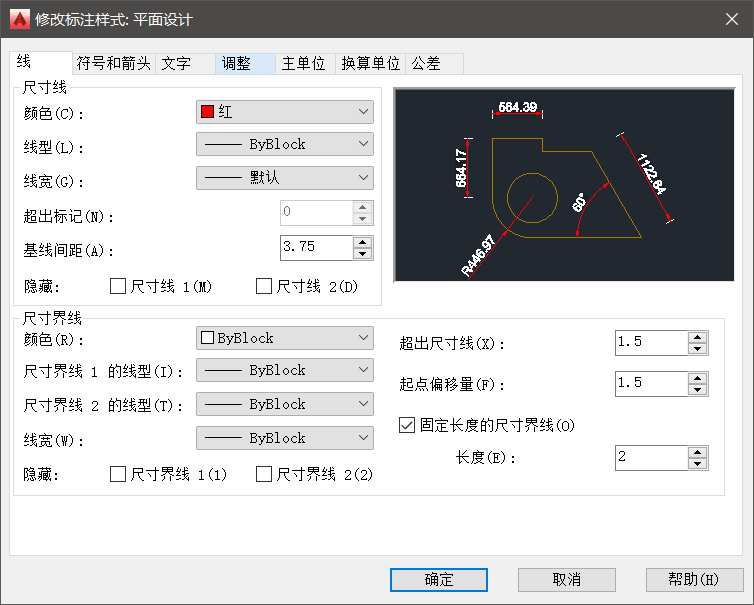 修改标注样式: 平面设计
线 符号和箭头 文字 调整 主单位 换算单位 公差
尺寸线
颜色(C): 红
线型(L): ByBlock
线宽(G): 默认
超出标记(N): 0
基线间距(A): 3.75
隐藏: 尺寸线 1(M) 尺寸线 2(D)
564.39
664.17
1122.64
60°
R446.97
尺寸界线
颜色(R): ByBlock
尺寸界线 1 的线型(I): ByBlock
尺寸界线 2 的线型(T): ByBlock
线宽(W): ByBlock
隐藏: 尺寸界线 1(1) 尺寸界线 2(2)
超出尺寸线(X): 1.5
起点偏移量(F): 1.5
固定长度的尺寸界线(O)
长度(E): 2
确定 取消 帮助(H)